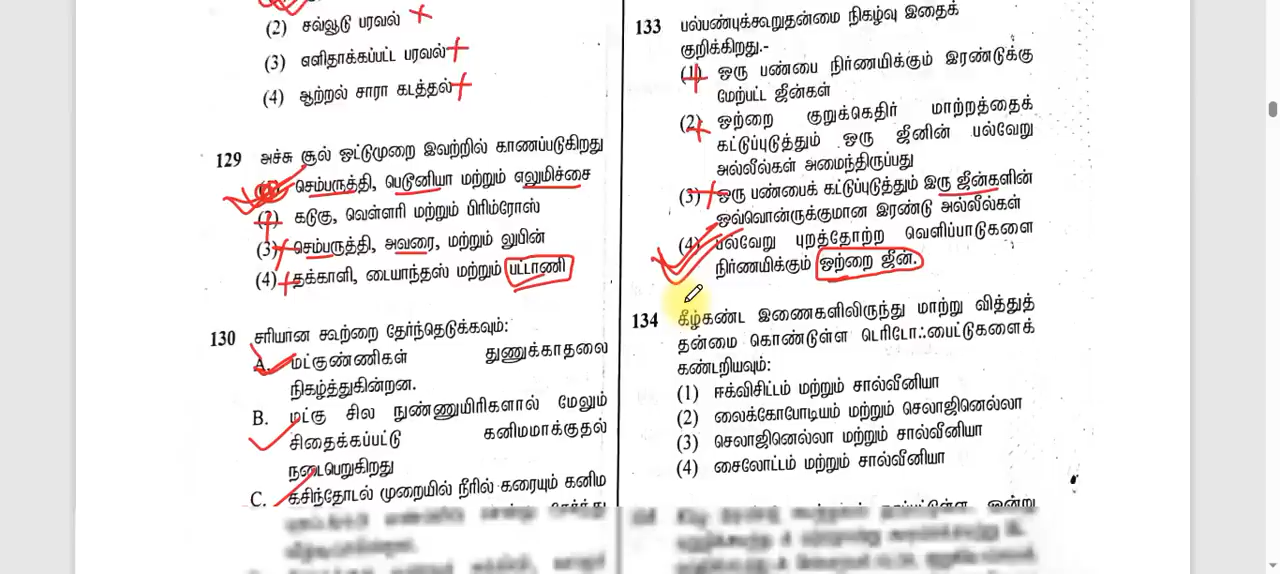 (2) சவ்வூடு பரவல்
(3) எளிதாக்கப்பட்ட பரவல்
(4) ஆற்றல் சாரா கடத்தல்
129 அச்சு சூல் ஒட்டுமுறை இவற்றில் காணப்படுகிறது
செம்பருத்தி, பெடூனியா மற்றும் எலுமிச்சை
(2) கடுகு, வெள்ளரி மற்றும் பிரிம்ரோஸ்
(3) செம்பருத்தி, அவரை, மற்றும் லுபின்
(4) தக்காளி, டையாந்தஸ் மற்றும் பட்டாணி
130 சரியான கூற்றை தேர்ந்தெடுக்கவும்:
A. மட்குண்ணிகள் துணுக்காதலை
நிகழ்த்துகின்றன.
B. மட்கு சில நுண்ணுயிரிகளால் மேலும்
சிதைக்கப்பட்டு கனிமமாக்குதல்
நடைபெறுகிறது
C. கசிந்தோடல் முறையில் நீரில் கரையும் கனிம
133 பல்பண்புக்கூறுதன்மை நிகழ்வு இதைக்
குறிக்கிறது.-
(1) ஒரு பண்பை நிர்ணமிக்கும் இரண்டுக்கு
மேற்பட்ட ஜீன்கள்
(2) ஒற்றை குறுக்கெதிர் மாற்றத்தைக்
கட்டுப்புடுத்தும் ஒரு ஜீனின் பல்வேறு
அல்லீல்கள் அமைந்திருப்பது
(3) ஒரு பண்பைக் கட்டுப்புடுத்தும் இரு ஜீன்களின்
ஒவ்வொன்ருக்குமான இரண்டு அல்லீல்கள்
(4) பல்வேறு புறத்தோற்ற வெளிப்பாடுகளை
நிர்ணமிக்கும் ஒற்றை ஜீன்.
134 கீழ்கண்ட இணைகளிலிருந்து மாற்று வித்துத்
தன்மை கொண்டுள்ள டெரிடோஃபைட்டுகளைக்
கண்டறியவும்:
(1) ஈக்விசிட்டம் மற்றும் சால்வீனியா
(2) லைக்கோபோடியம் மற்றும் செலாஜினெல்லா
(3) செலாஜினெல்லா மற்றும் சால்வீனியா
(4) சைலோட்டம் மற்றும் சால்வீனியா